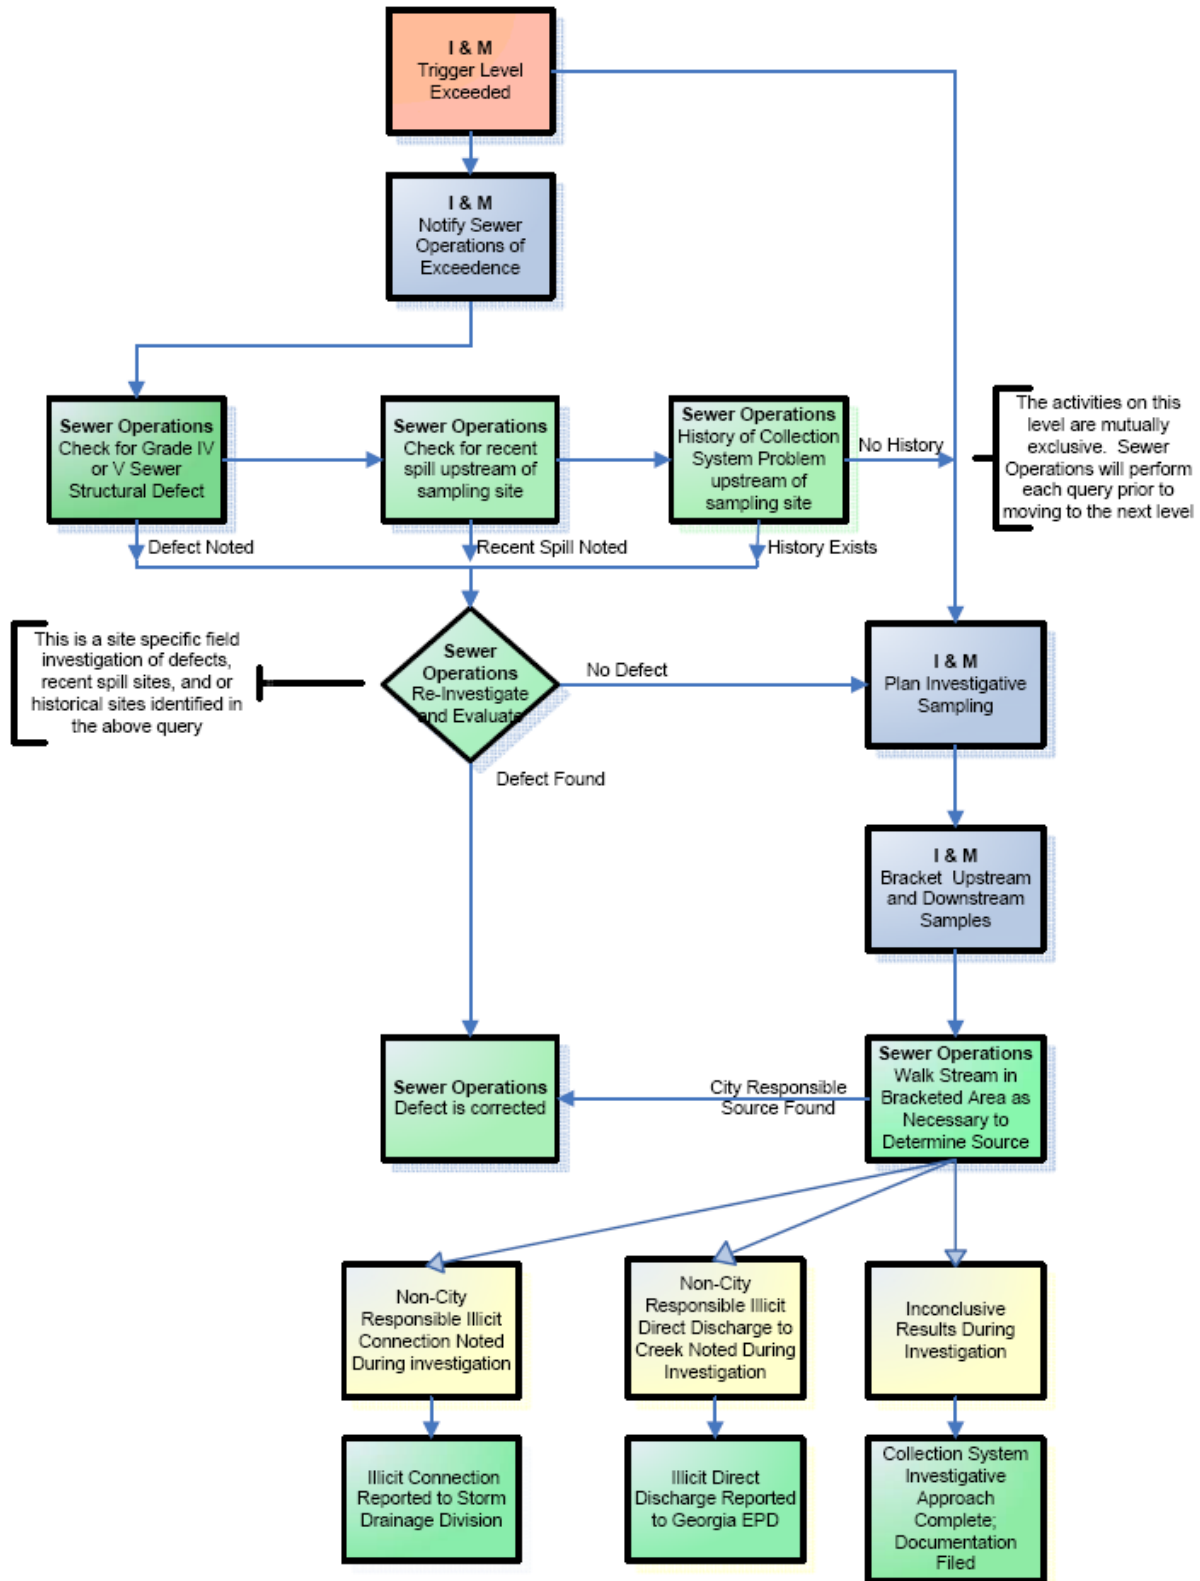 I & M
Trigger Level
Exceeded
I & M
Notify Sewer
Operations of
Exceedence
Sewer Operations
Check for Grade IV
or V Sewer
Structural Defect
Sewer Operations
Check for recent
spill upstream of
sampling site
Sewer Operations
History of Collection
System Problem
upstream of
sampling site
No History
The activities on this
level are mutually
exclusive. Sewer
Operations will perform
each query prior to
moving to the next level
Defect Noted
Recent Spill Noted
History Exists
This is a site specific field
investigation of defects,
recent spill sites, and or
historical sites identified in
the above query
Sewer
Operations
Re-Investigate
and Evaluate
No Defect
I & M
Plan Investigative
Sampling
Defect Found
I & M
Bracket Upstream
and Downstream
Samples
Sewer Operations
Defect is corrected
City Responsible
Source Found
Sewer Operations
Walk Stream in
Bracketed Area as
Necessary to
Determine Source
Non-City
Responsible Illicit
Connection Noted
During investigation
Non-City
Responsible Illicit
Direct Discharge to
Creek Noted During
Investigation
Inconclusive
Results During
Investigation
Illicit Connection
Reported to Storm
Drainage Division
Illicit Direct
Discharge Reported
to Georgia EPD
Collection System
Investigative
Approach
Complete;
Documentation
Filed